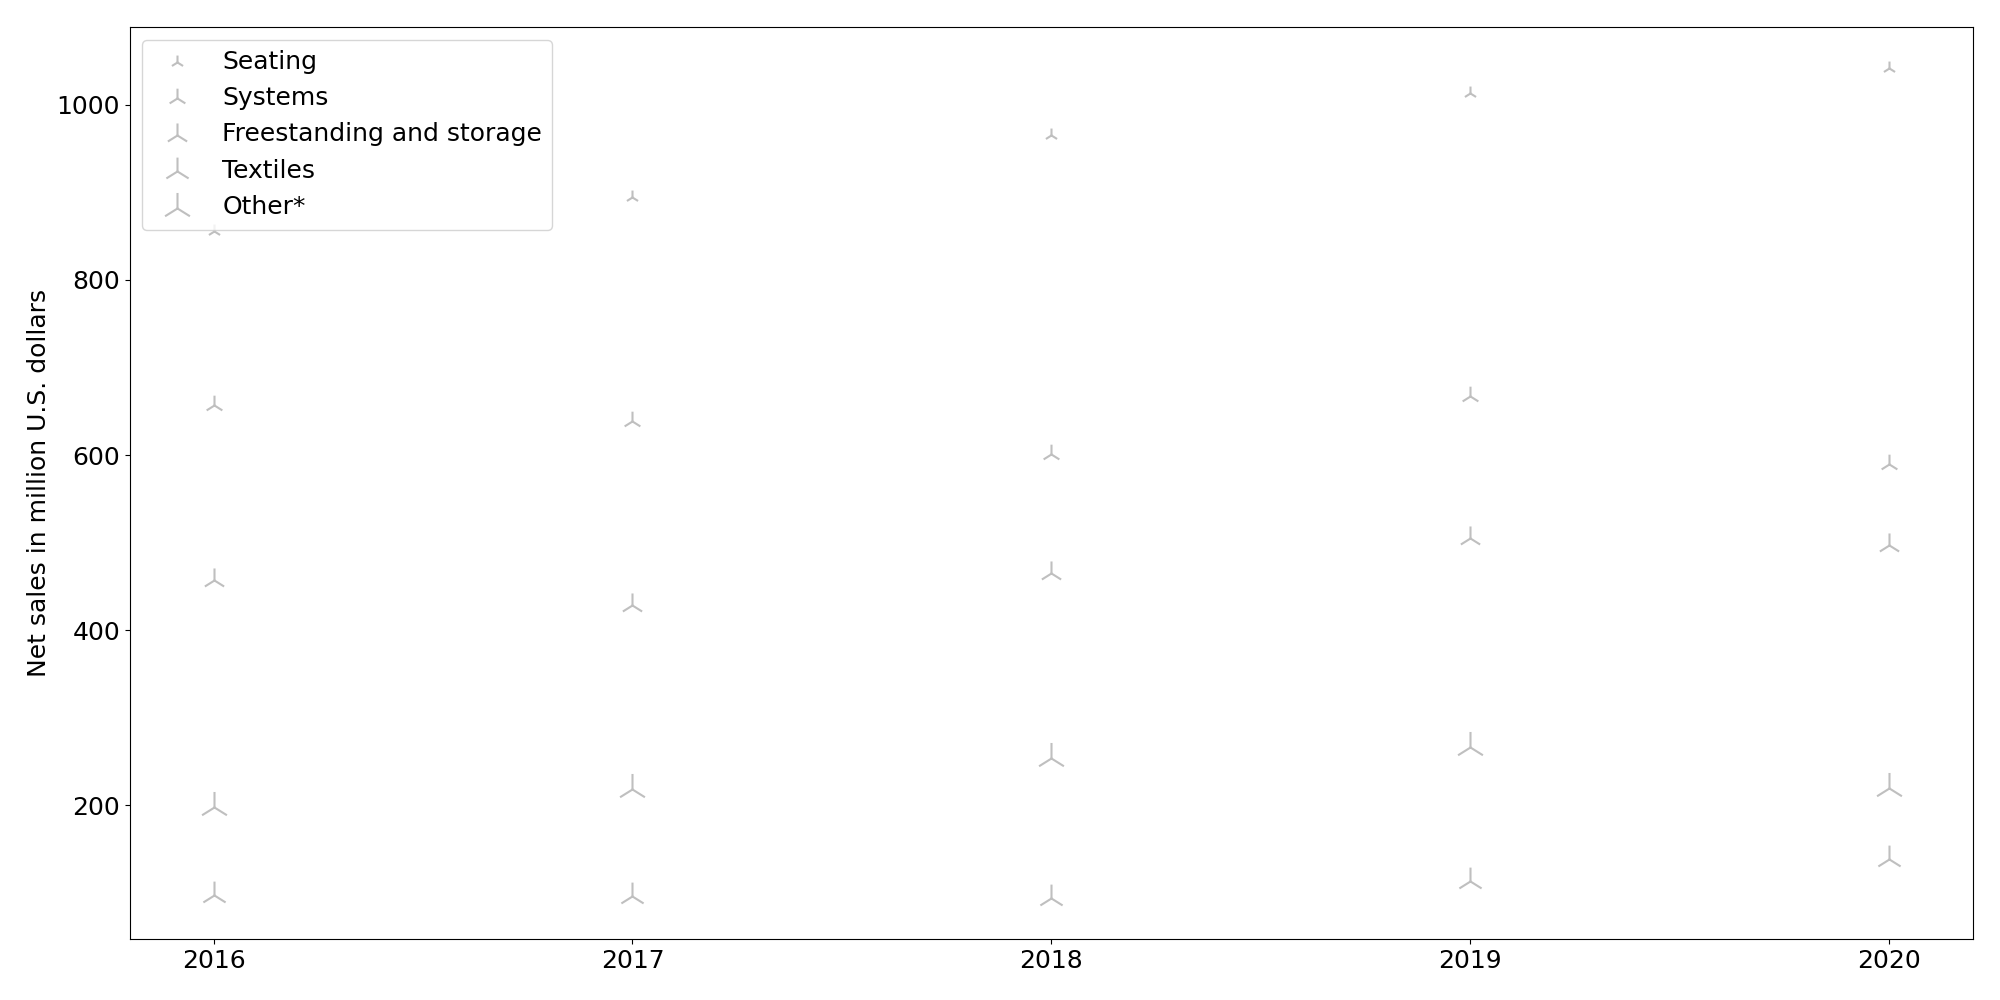 Seating
Systems
Freestanding and storage
Textiles
Other*
1000
800
600
400
200
Net sales in million U.S. dollars
2016 2017 2018 2019 2020